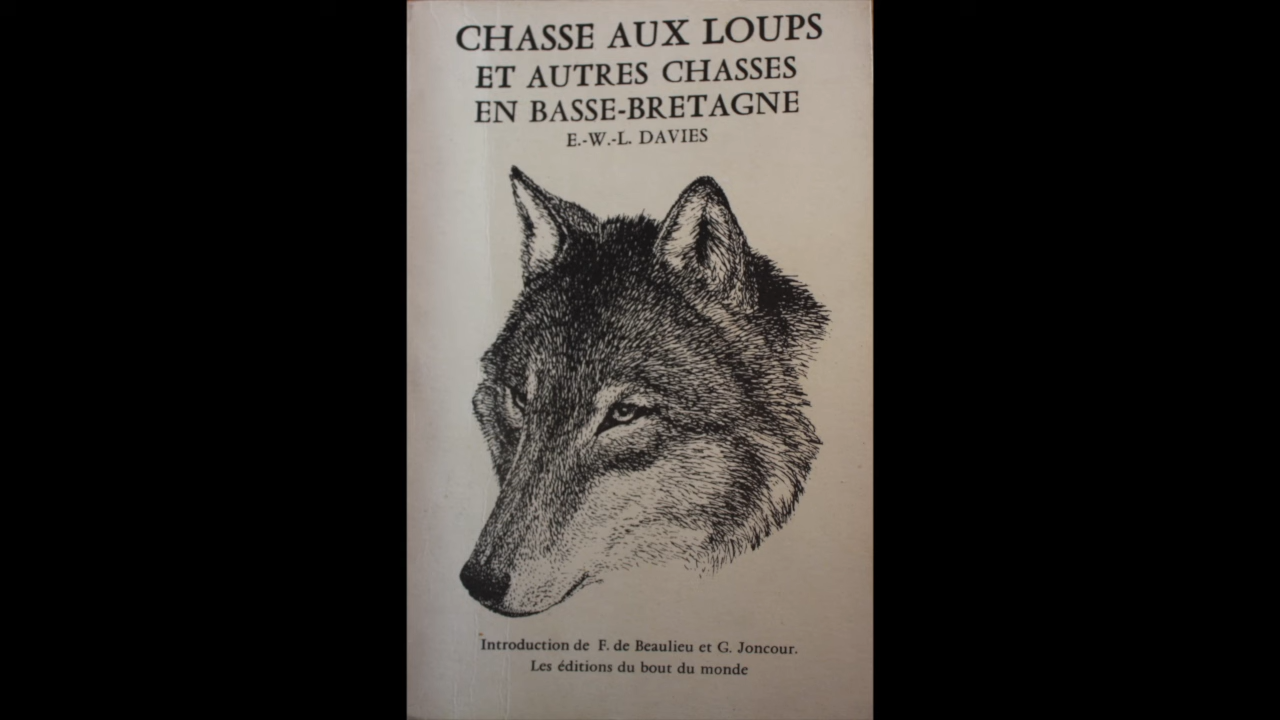 CHASSE AUX LOUPS
ET AUTRES CHASSES
EN BASSE-BRETAGNE
E.-W.-L. DAVIES
Introduction de F. de Beaulieu et G. Joncour.
Les éditions du bout du monde